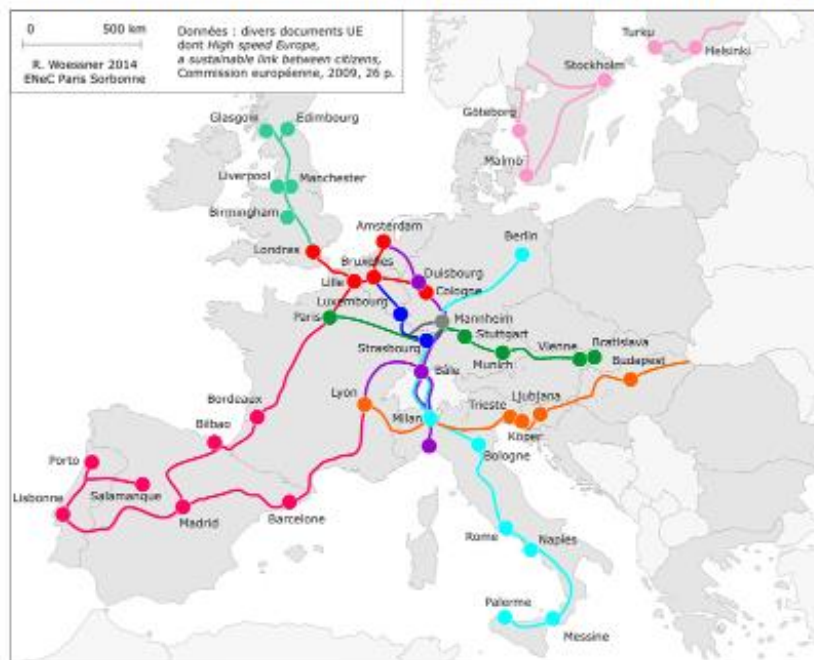 0 500 km
R. Woessner 2014
ENeC Paris Sorbonne
Données : divers documents UE
dont High speed Europe,
a sustainable link between citizens,
Commission européenne, 2009, 26 p.
Turku
Helsinki
Stockholm
Göteborg
Malmö
Glasgow
Edimbourg
Liverpool
Manchester
Birmingham
Londres
Amsterdam
Berlin
Bruxelles
Duisbourg
Lille
Cologne
Luxembourg
Paris
Mannheim
Strasbourg
Stuttgart
Munich
Vienne
Bratislava
Budapest
Bâle
Lyon
Milan
Trieste
Ljubjana
Koper
Bordeaux
Bilbao
Bologne
Porto
Salamanque
Lisbonne
Madrid
Barcelone
Rome
Naples
Palerme
Messine